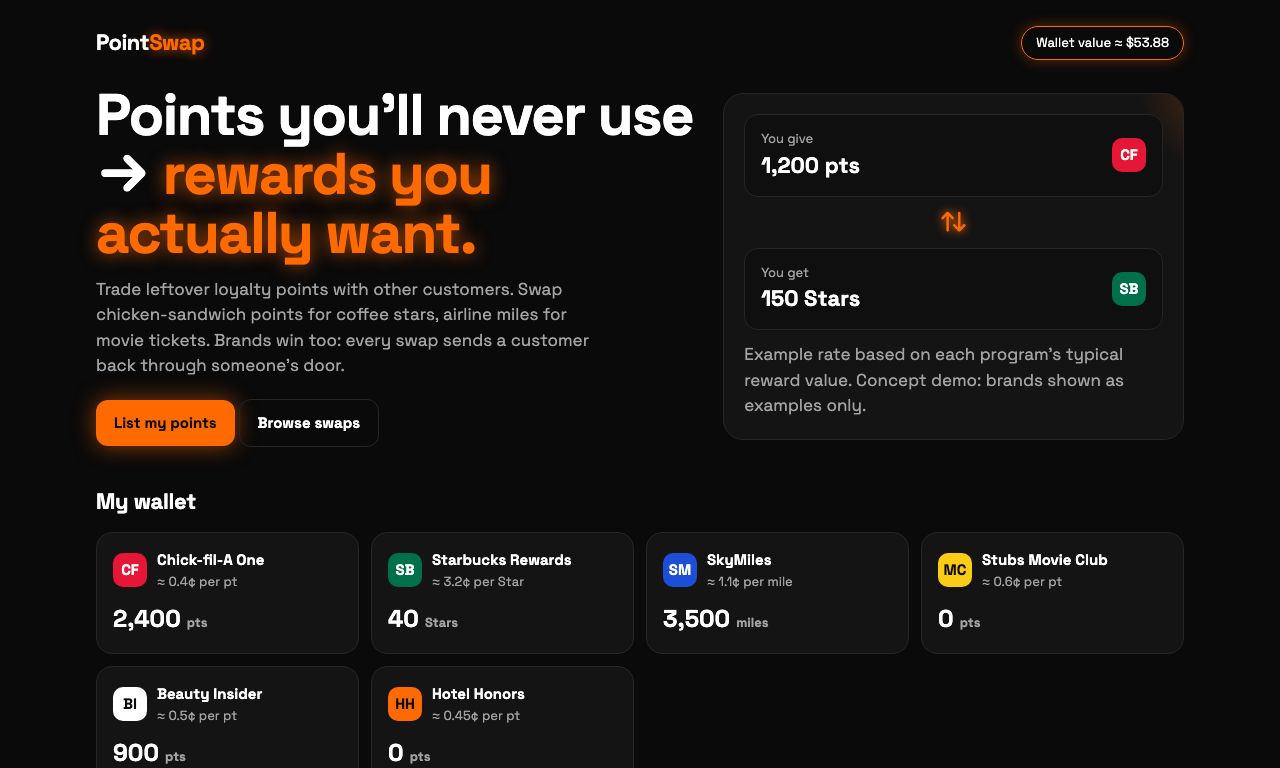 PointSwap
Wallet value ≈ $53.88
Points you'll never use
→ rewards you
actually want.
Trade leftover loyalty points with other customers. Swap
chicken-sandwich points for coffee stars, airline miles for
movie tickets. Brands win too: every swap sends a customer
back through someone's door.
List my points
Browse swaps
You give
1,200 pts
CF
You get
150 Stars
SB
Example rate based on each program's typical
reward value. Concept demo: brands shown as
examples only.
My wallet
CF
Chick-fil-A One
≈ 0.4¢ per pt
2,400 pts
SB
Starbucks Rewards
≈ 3.2¢ per Star
40 Stars
SM
SkyMiles
≈ 1.1¢ per mile
3,500 miles
MC
Stubs Movie Club
≈ 0.6¢ per pt
0 pts
BI
Beauty Insider
≈ 0.5¢ per pt
900 pts
HH
Hotel Honors
≈ 0.45¢ per pt
0 pts